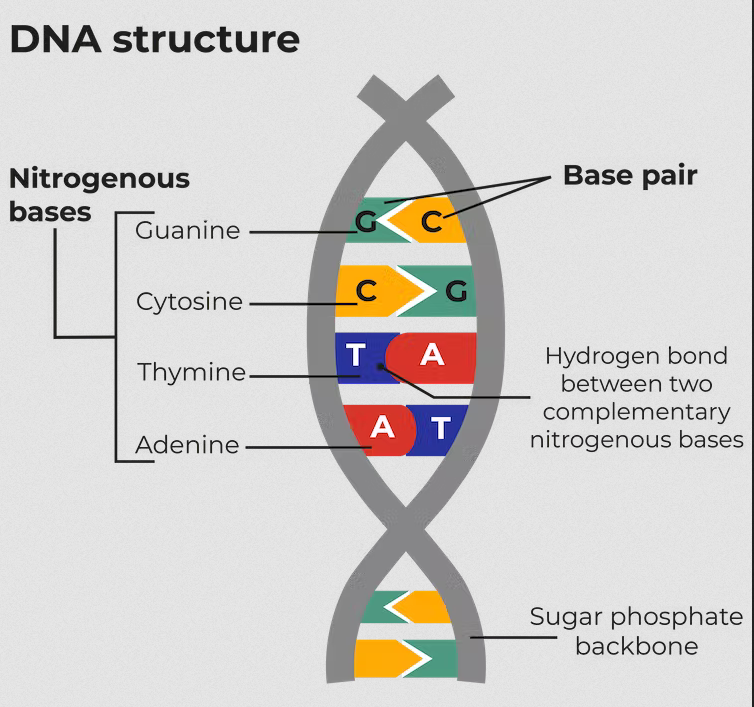 DNA structure
Nitrogenous
bases
Base pair
G C
Guanine
C G
Cytosine
T A
Thymine
Hydrogen bond
between two
complementary
nitrogenous bases
A T
Adenine
Sugar phosphate
backbone